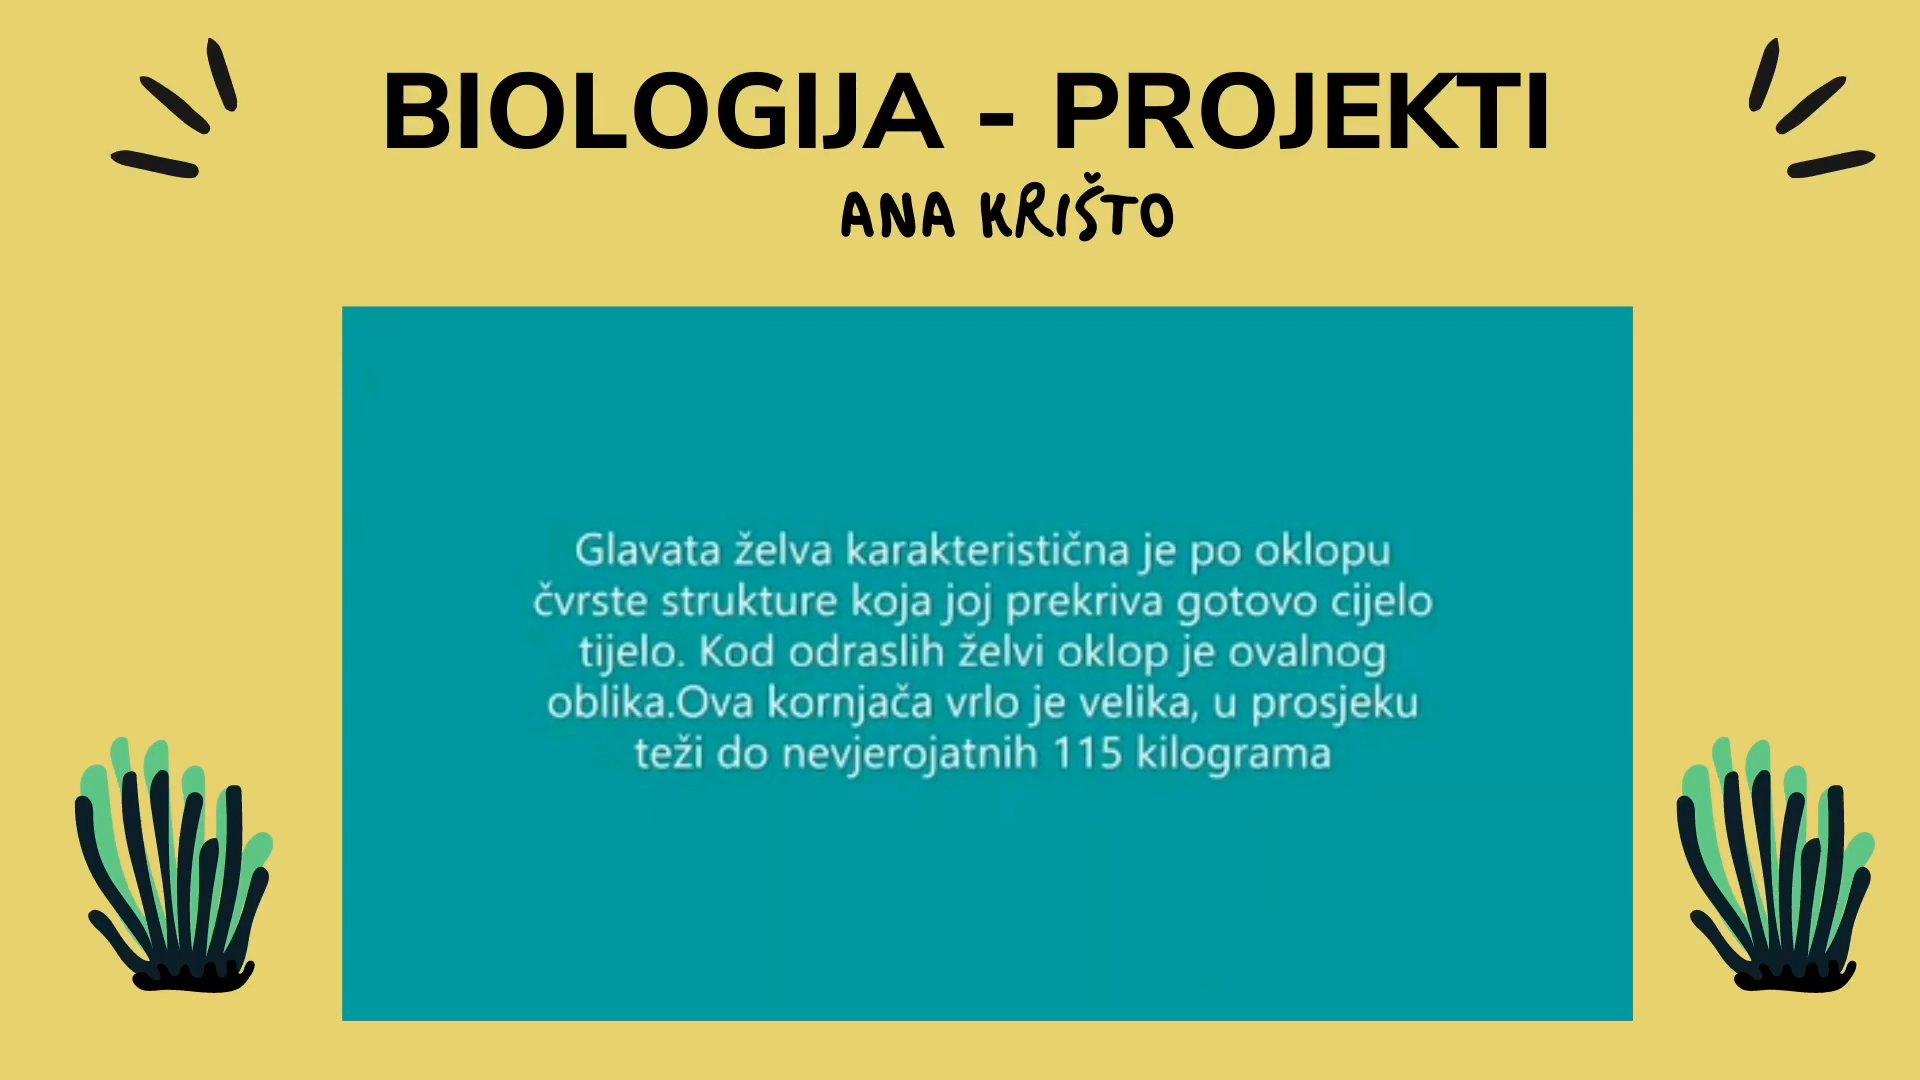 BIOLOGIJA - PROJEKTI
ANA KRIŠTO
Glavata želva karakteristična je po oklopu
čvrste strukture koja joj prekriva gotovo cijelo
tijelo. Kod odraslih želvi oklop je ovalnog
oblika.Ova kornjača vrlo je velika, u prosjeku
teži do nevjerojatnih 115 kilograma